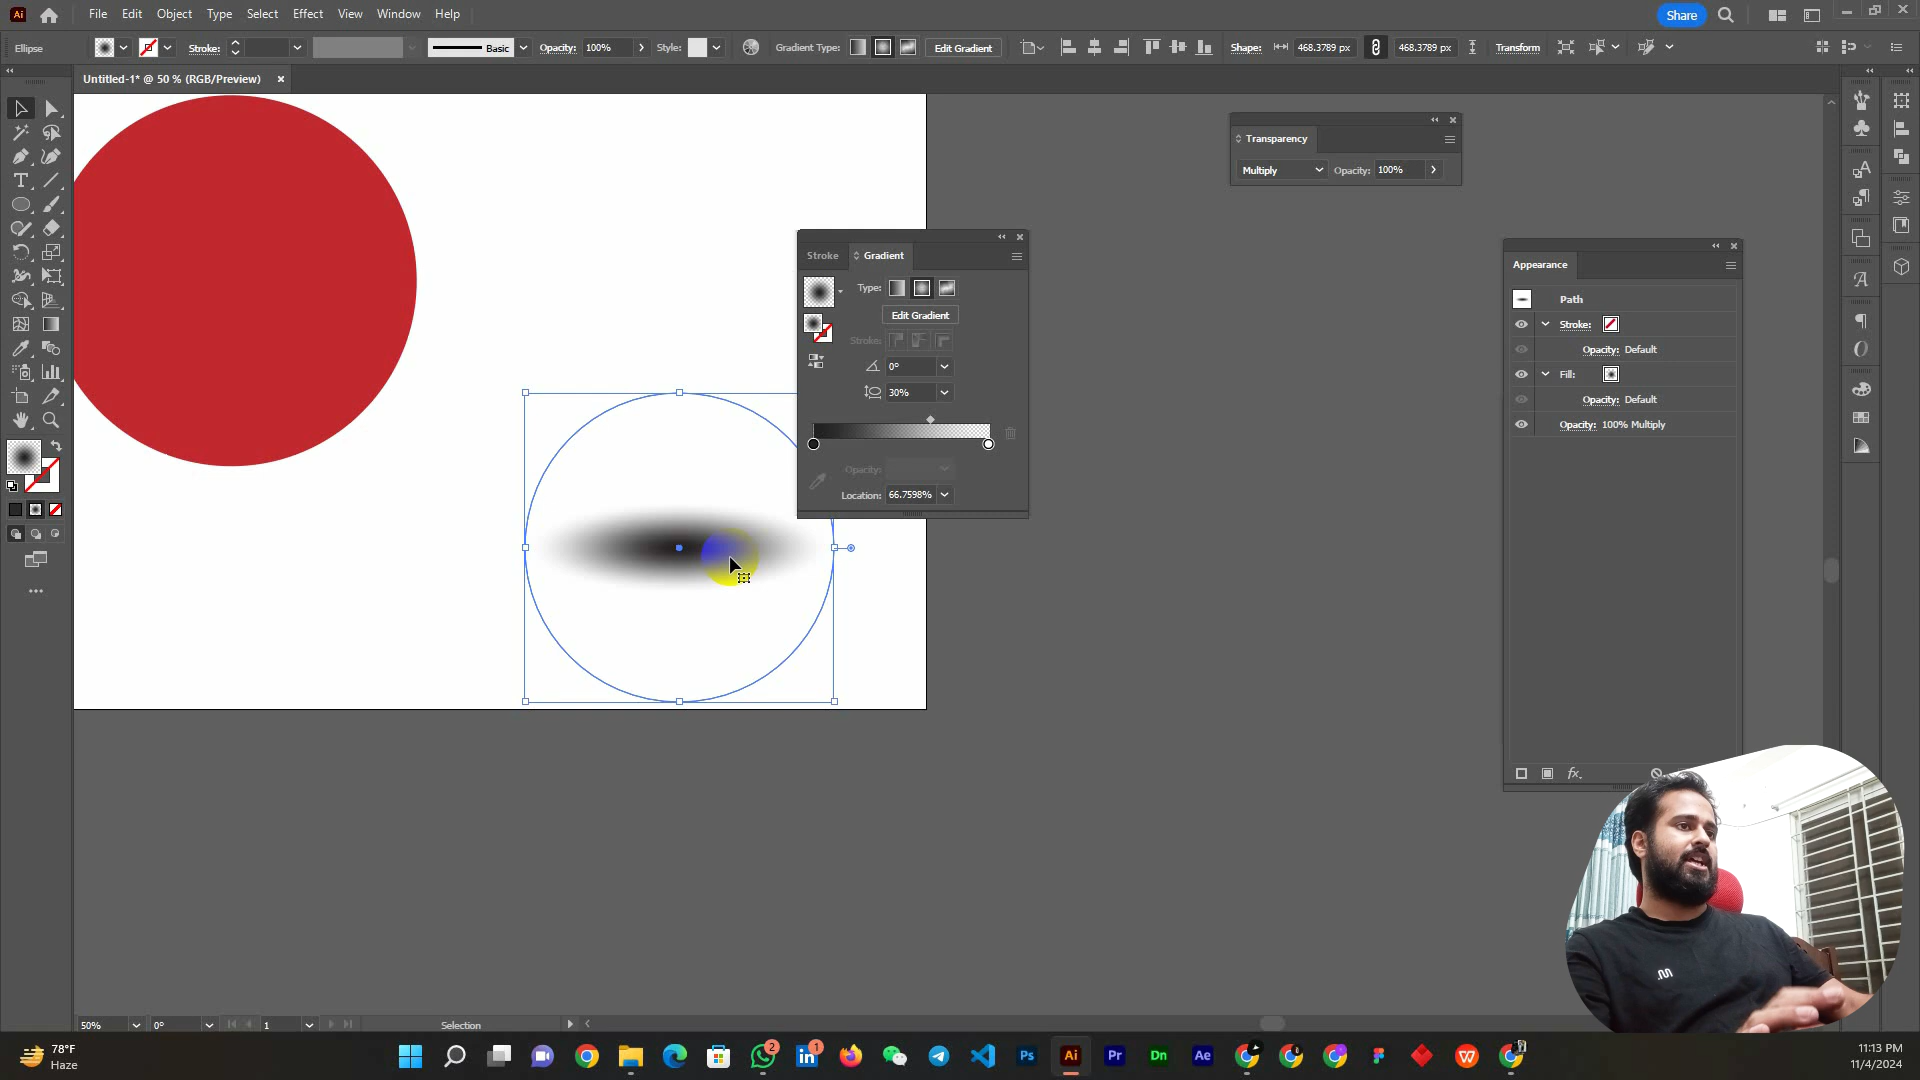 Ai File Edit Object Type Select Effect View Window Help Share
Ellipse Stroke: Basic Opacity: 100% Style: Gradient Type: Edit Gradient Shape: 468.3789 px 468.3789 px Transform
Untitled-1* @ 50 % (RGB/Preview)
Transparency
Multiply Opacity: 100%
Stroke Gradient
Type:
Edit Gradient
Stroke:
0°
30%
Opacity:
Location: 66.7598%
Appearance
Path
Stroke:
Opacity: Default
Fill:
Opacity: Default
Opacity: 100% Multiply
fx.
50% 0° 1 Selection
78°F
Haze
2
1
Ps Ai Pr Dn Ae
11:13 PM
11/4/2024